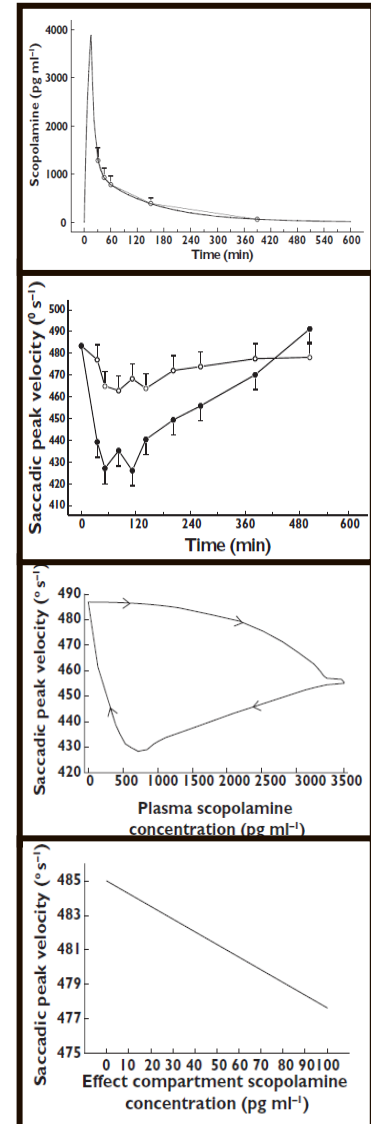 4000
3000
2000
1000
0
Scopolamine (pg ml⁻¹)
0 60 120 180 240 300 360 420 480 540 600
Time (min)
500
490
480
470
460
450
440
430
420
410
Saccadic peak velocity (⁰ s⁻¹)
0 60 140 260 360 480 600
Time (min)
490
480
470
460
450
440
430
420
Saccadic peak velocity (° s⁻¹)
0 500 1000 1500 2000 2500 3000 3500
Plasma scopolamine
concentration (pg ml⁻¹)
485
483
481
479
477
475
Saccadic peak velocity (° s⁻¹)
0 10 20 30 40 50 60 70 80 90 100
Effect compartment scopolamine
concentration (pg ml⁻¹)